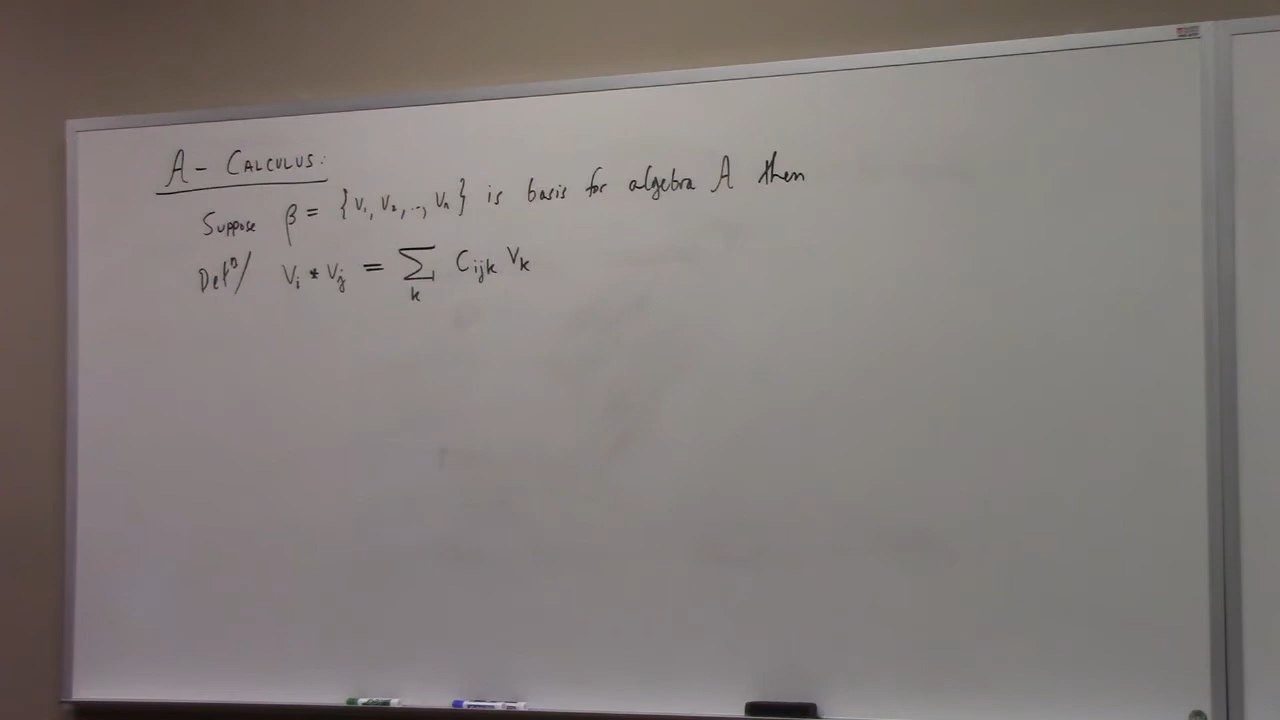 A - CALCULUS:
Suppose β = {v₁, v₂, .., vₙ} is basis for algebra A then
Defⁿ/ vᵢ * vⱼ = ∑ₖ Cᵢⱼₖ vₖ